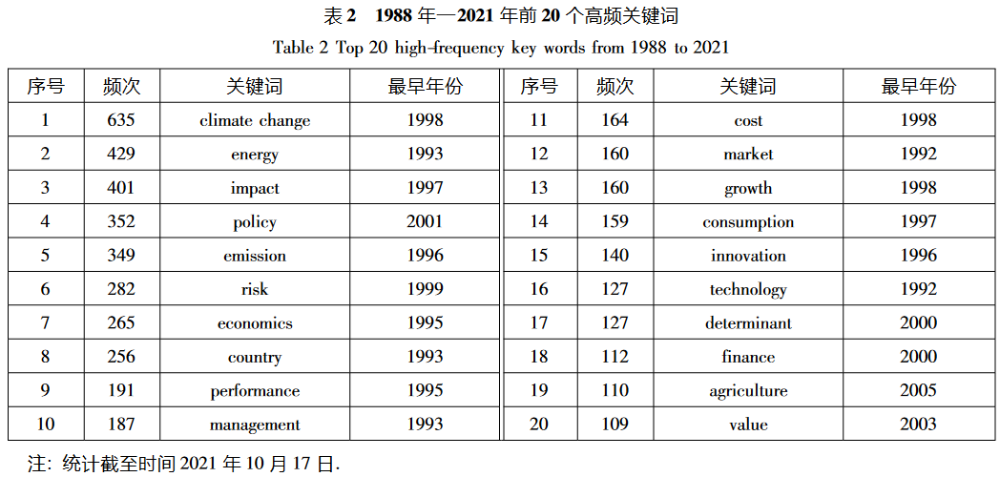 表 2 1988 年—2021 年前 20 个高频关键词
Table 2 Top 20 high-frequency key words from 1988 to 2021
序号 频次 关键词 最早年份 序号 频次 关键词 最早年份
1 635 climate change 1998 11 164 cost 1998
2 429 energy 1993 12 160 market 1992
3 401 impact 1997 13 160 growth 1998
4 352 policy 2001 14 159 consumption 1997
5 349 emission 1996 15 140 innovation 1996
6 282 risk 1999 16 127 technology 1992
7 265 economics 1995 17 127 determinant 2000
8 256 country 1993 18 112 finance 2000
9 191 performance 1995 19 110 agriculture 2005
10 187 management 1993 20 109 value 2003
注: 统计截至时间 2021 年 10 月 17 日.